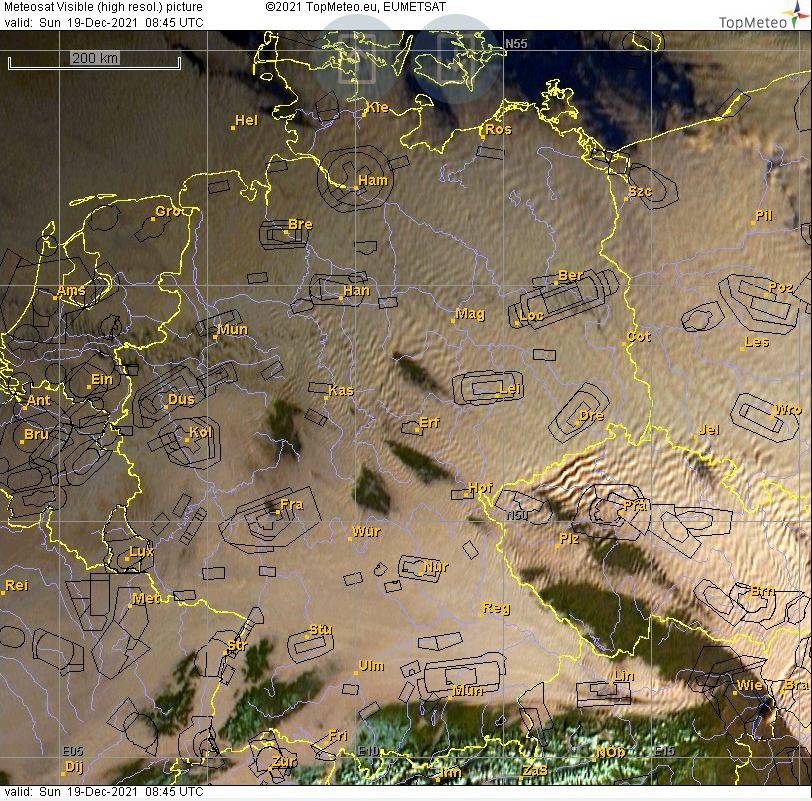 Meteosat Visible (high resol.) picture ©2021 TopMeteo.eu, EUMETSAT
valid: Sun 19-Dec-2021 08:45 UTC
TopMeteo
N55
200 km
Kie
Hel
Ros
Ham
Szc
Gro
Pil
Bre
Ber
Ams
Han
Poz
Mag
Loc
Mun
Cot
Les
Ein
Kas
Lei
Ant
Dus
Dre
Wro
Bru
Köl
Erf
Jel
Hof
Fra
N50
Pra
Wür
Plz
Lux
Nur
Rei
Met
Brn
Reg
Stu
Str
Ulm
Lin
Mun
Wie
Bra
Fri
E05
E10
NOb
E15
Dij
Zür
Inn
ZaS
valid: Sun 19-Dec-2021 08:45 UTC